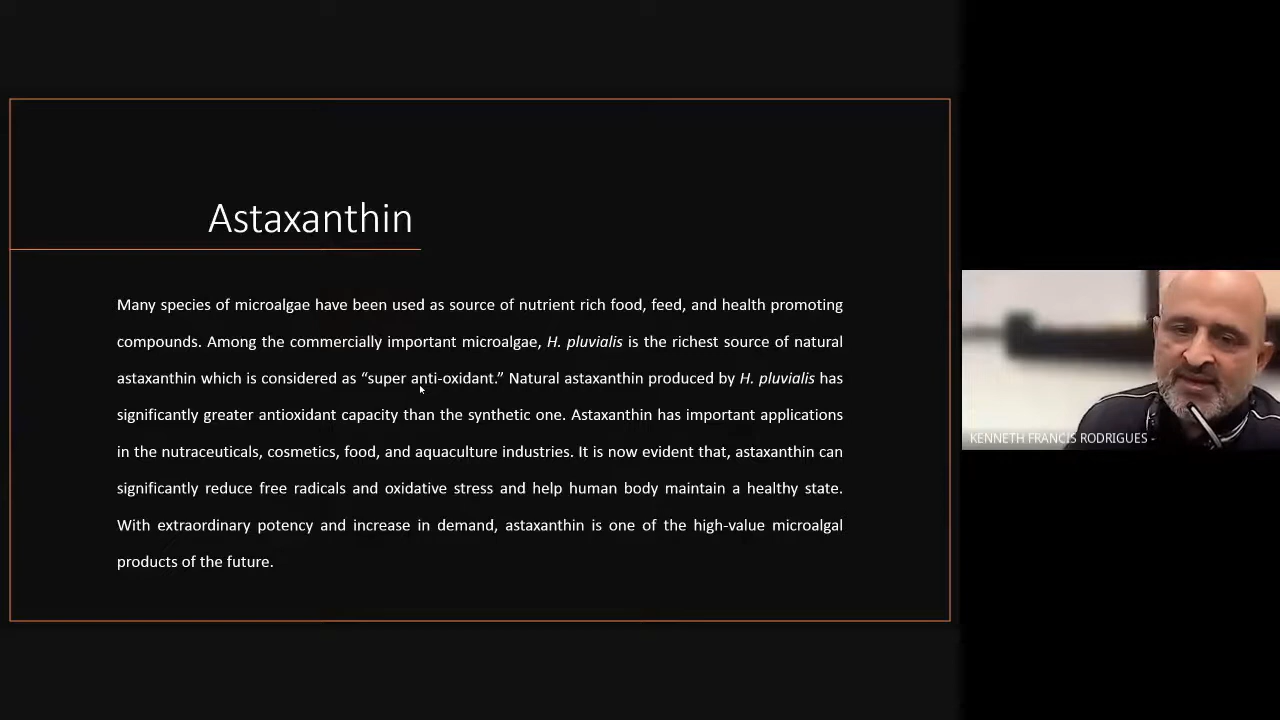 Astaxanthin
Many species of microalgae have been used as source of nutrient rich food, feed, and health promoting
compounds. Among the commercially important microalgae, H. pluvialis is the richest source of natural
astaxanthin which is considered as “super anti-oxidant.” Natural astaxanthin produced by H. pluvialis has
significantly greater antioxidant capacity than the synthetic one. Astaxanthin has important applications
in the nutraceuticals, cosmetics, food, and aquaculture industries. It is now evident that, astaxanthin can
significantly reduce free radicals and oxidative stress and help human body maintain a healthy state.
With extraordinary potency and increase in demand, astaxanthin is one of the high-value microalgal
products of the future.
KENNETH FRANCIS RODRIGUES -